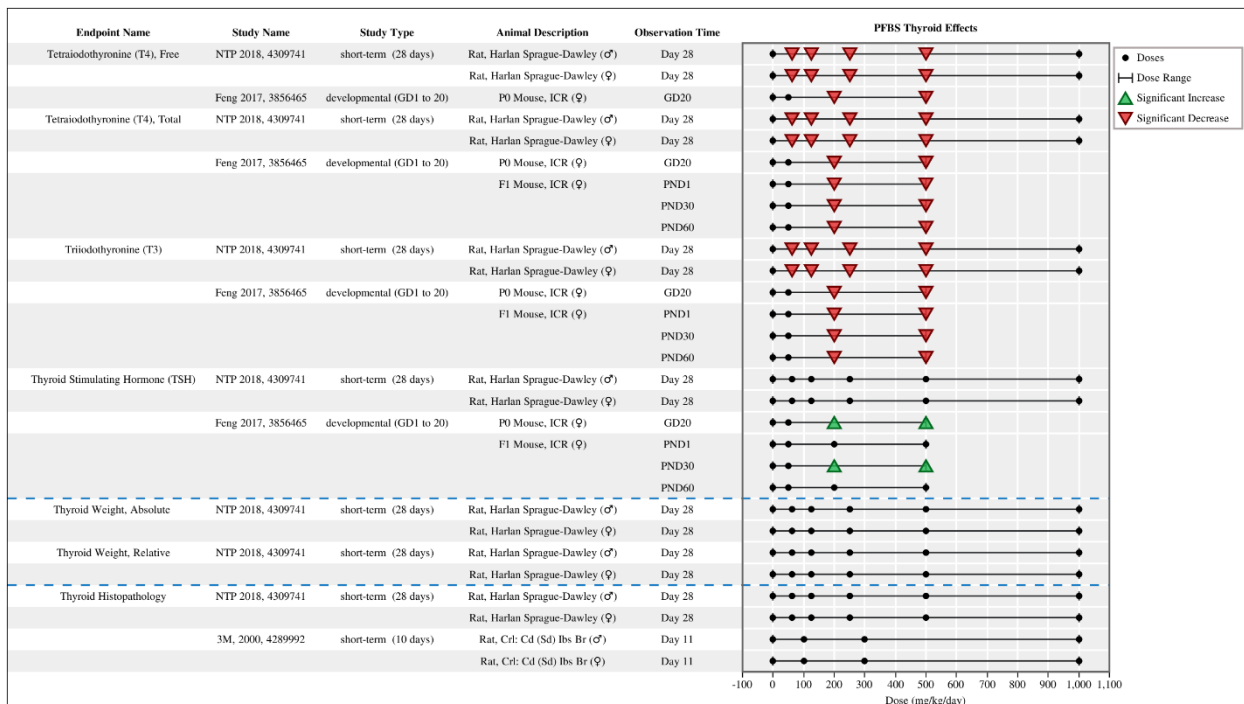 PFBS Thyroid Effects
Endpoint Name Study Name Study Type Animal Description Observation Time
Tetraiodothyronine (T4), Free NTP 2018, 4309741 short-term (28 days) Rat, Harlan Sprague-Dawley (♂) Day 28
Rat, Harlan Sprague-Dawley (♀) Day 28
Feng 2017, 3856465 developmental (GD1 to 20) P0 Mouse, ICR (♀) GD20
Tetraiodothyronine (T4), Total NTP 2018, 4309741 short-term (28 days) Rat, Harlan Sprague-Dawley (♂) Day 28
Rat, Harlan Sprague-Dawley (♀) Day 28
Feng 2017, 3856465 developmental (GD1 to 20) P0 Mouse, ICR (♀) GD20
F1 Mouse, ICR (♀) PND1
PND30
PND60
Triiodothyronine (T3) NTP 2018, 4309741 short-term (28 days) Rat, Harlan Sprague-Dawley (♂) Day 28
Rat, Harlan Sprague-Dawley (♀) Day 28
Feng 2017, 3856465 developmental (GD1 to 20) P0 Mouse, ICR (♀) GD20
F1 Mouse, ICR (♀) PND1
PND30
PND60
Thyroid Stimulating Hormone (TSH) NTP 2018, 4309741 short-term (28 days) Rat, Harlan Sprague-Dawley (♂) Day 28
Rat, Harlan Sprague-Dawley (♀) Day 28
Feng 2017, 3856465 developmental (GD1 to 20) P0 Mouse, ICR (♀) GD20
F1 Mouse, ICR (♀) PND1
PND30
PND60
Thyroid Weight, Absolute NTP 2018, 4309741 short-term (28 days) Rat, Harlan Sprague-Dawley (♂) Day 28
Rat, Harlan Sprague-Dawley (♀) Day 28
Thyroid Weight, Relative NTP 2018, 4309741 short-term (28 days) Rat, Harlan Sprague-Dawley (♂) Day 28
Rat, Harlan Sprague-Dawley (♀) Day 28
Thyroid Histopathology NTP 2018, 4309741 short-term (28 days) Rat, Harlan Sprague-Dawley (♂) Day 28
Rat, Harlan Sprague-Dawley (♀) Day 28
3M, 2000, 4289992 short-term (10 days) Rat, Crl: Cd (Sd) Ibs Br (♂) Day 11
Rat, Crl: Cd (Sd) Ibs Br (♀) Day 11
-100 0 100 200 300 400 500 600 700 800 900 1,000 1,100
Dose (mg/kg/day)
Doses
Dose Range
Significant Increase
Significant Decrease